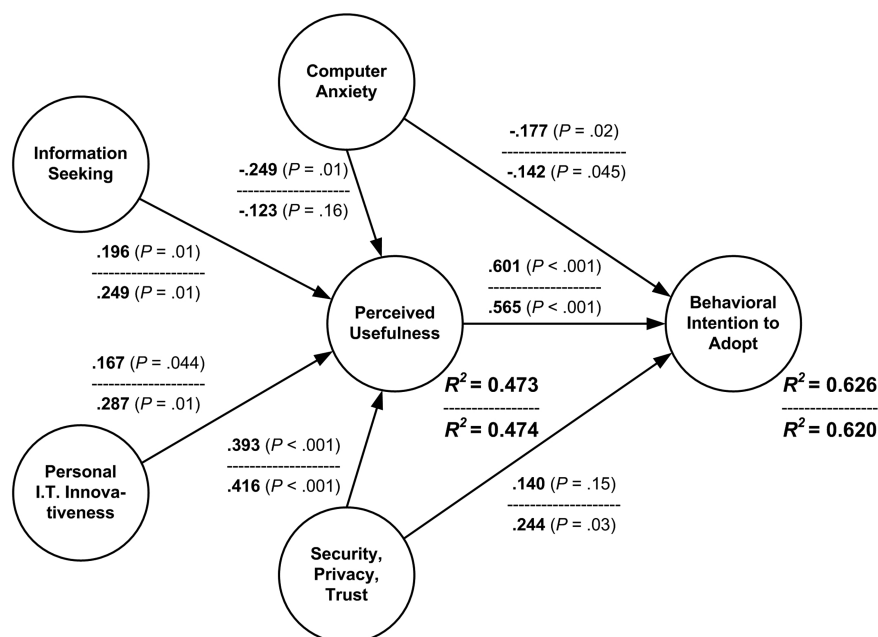 Computer
Anxiety
Information
Seeking
-.177 (P = .02)
------------------------
-.142 (P = .045)
-.249 (P = .01)
----------------------
-.123 (P = .16)
.196 (P = .01)
----------------------
.249 (P = .01)
.601 (P < .001)
----------------------
.565 (P < .001)
Perceived
Usefulness
Behavioral
Intention to
Adopt
.167 (P = .044)
----------------------
.287 (P = .01)
R² = 0.473
------------------
R² = 0.474
R² = 0.626
------------------
R² = 0.620
.393 (P < .001)
----------------------
.416 (P < .001)
Personal
I.T. Innova-
tiveness
.140 (P = .15)
----------------------
.244 (P = .03)
Security,
Privacy,
Trust